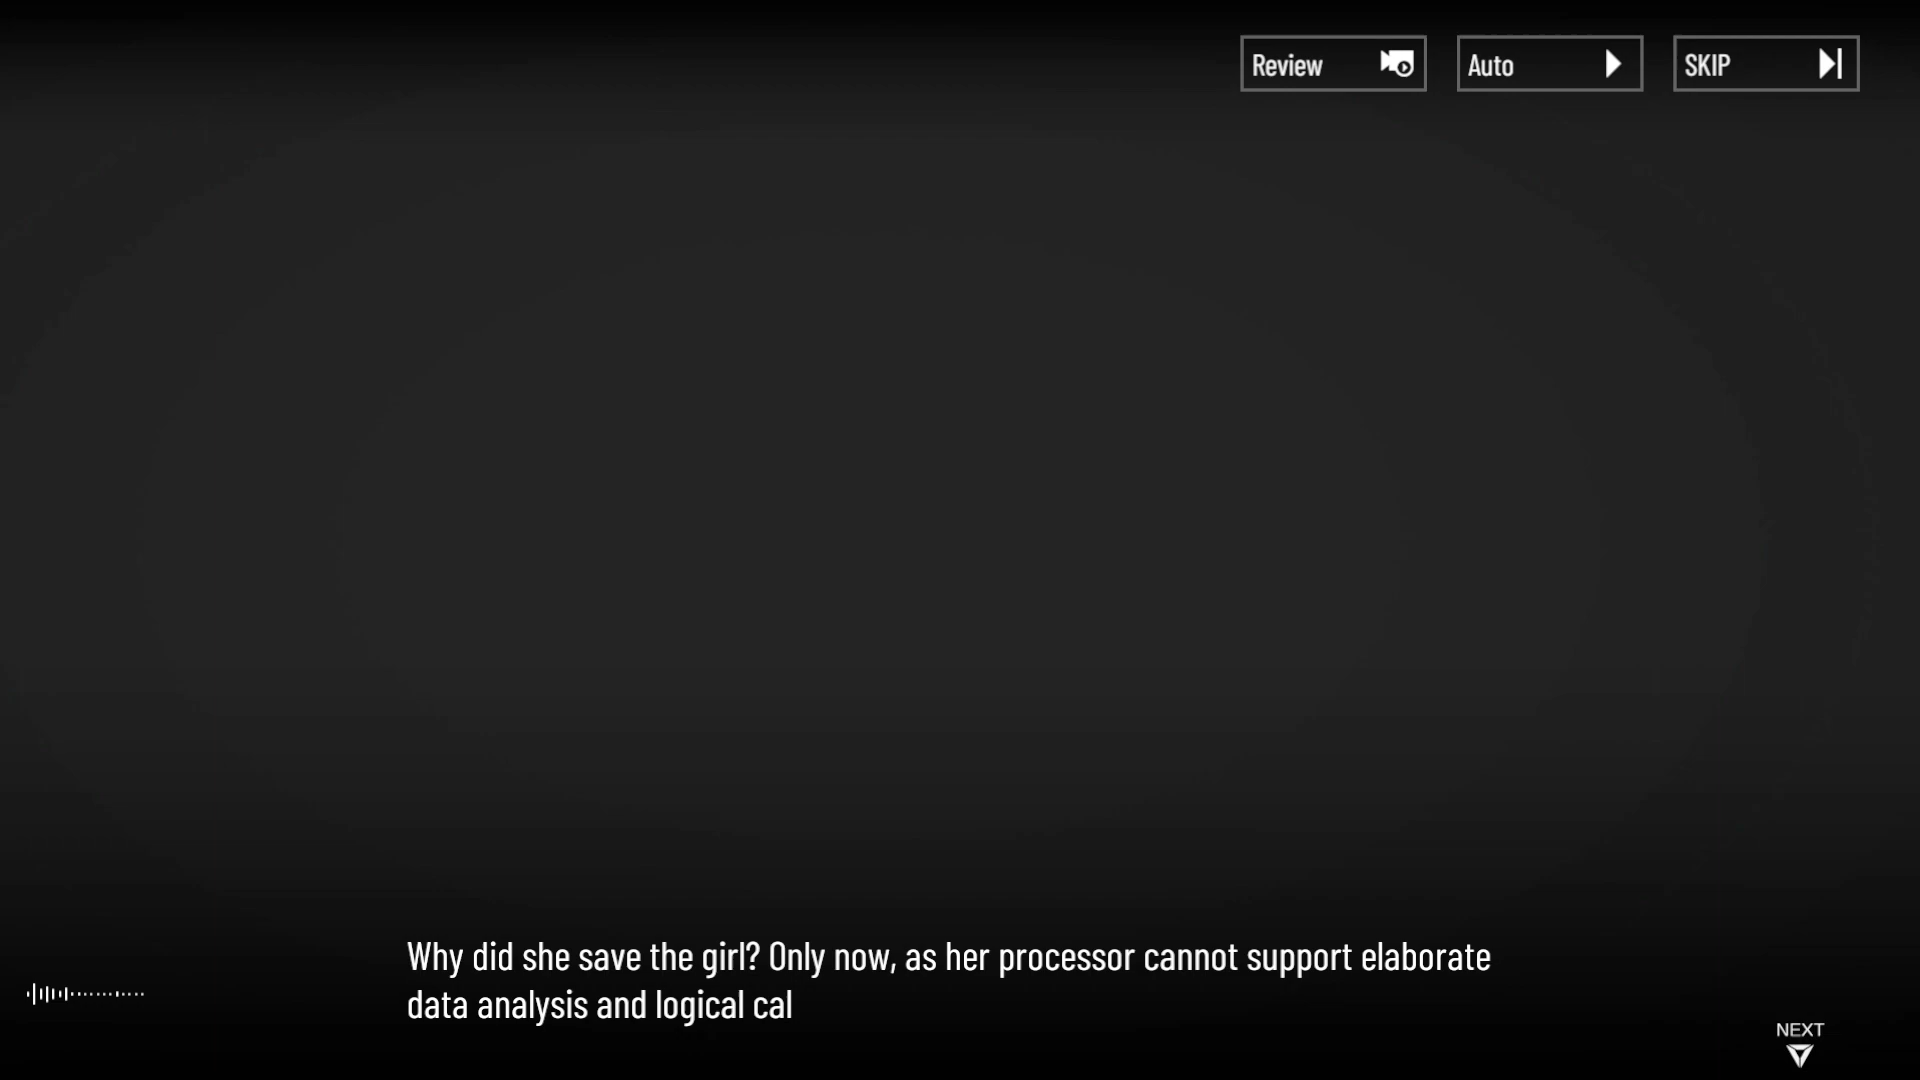 Review
Auto
SKIP
Why did she save the girl? Only now, as her processor cannot support elaborate
data analysis and logical cal
NEXT